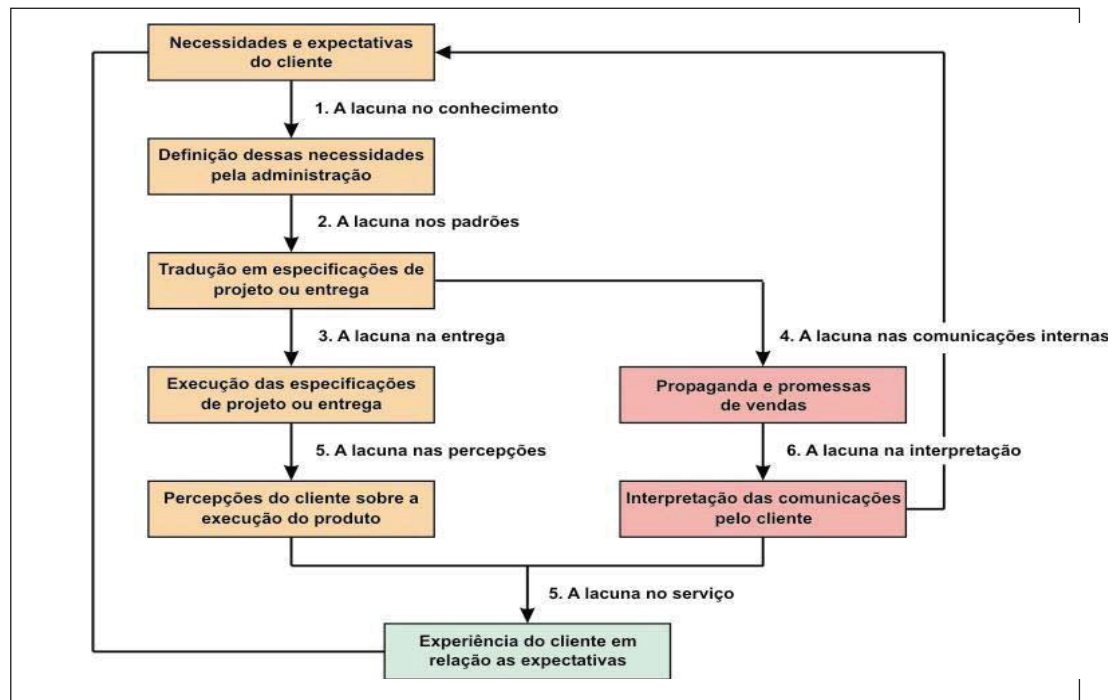 Necessidades e expectativas
do cliente
1. A lacuna no conhecimento
Definição dessas necessidades
pela administração
2. A lacuna nos padrões
Tradução em especificações de
projeto ou entrega
3. A lacuna na entrega
4. A lacuna nas comunicações internas
Execução das especificações
de projeto ou entrega
Propaganda e promessas
de vendas
5. A lacuna nas percepções
6. A lacuna na interpretação
Percepções do cliente sobre a
execução do produto
Interpretação das comunicações
pelo cliente
5. A lacuna no serviço
Experiência do cliente em
relação as expectativas